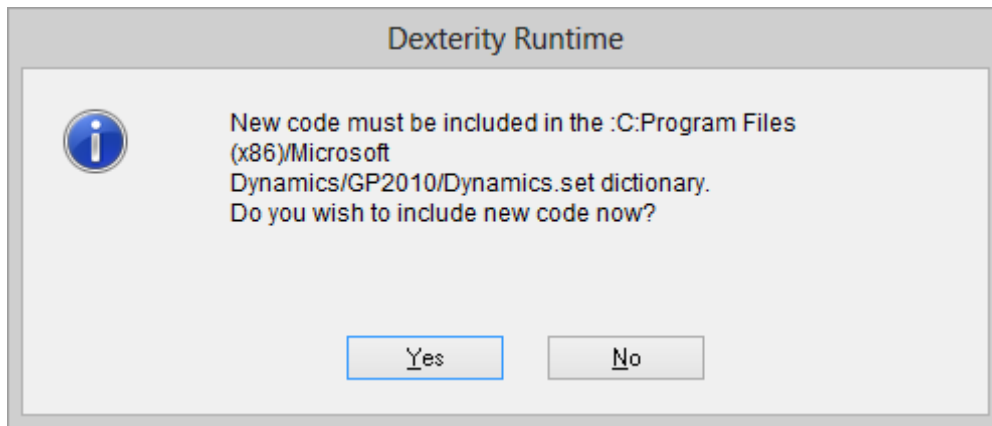 Dexterity Runtime
New code must be included in the :C:Program Files
(x86)/Microsoft
Dynamics/GP2010/Dynamics.set dictionary.
Do you wish to include new code now?
Yes
No